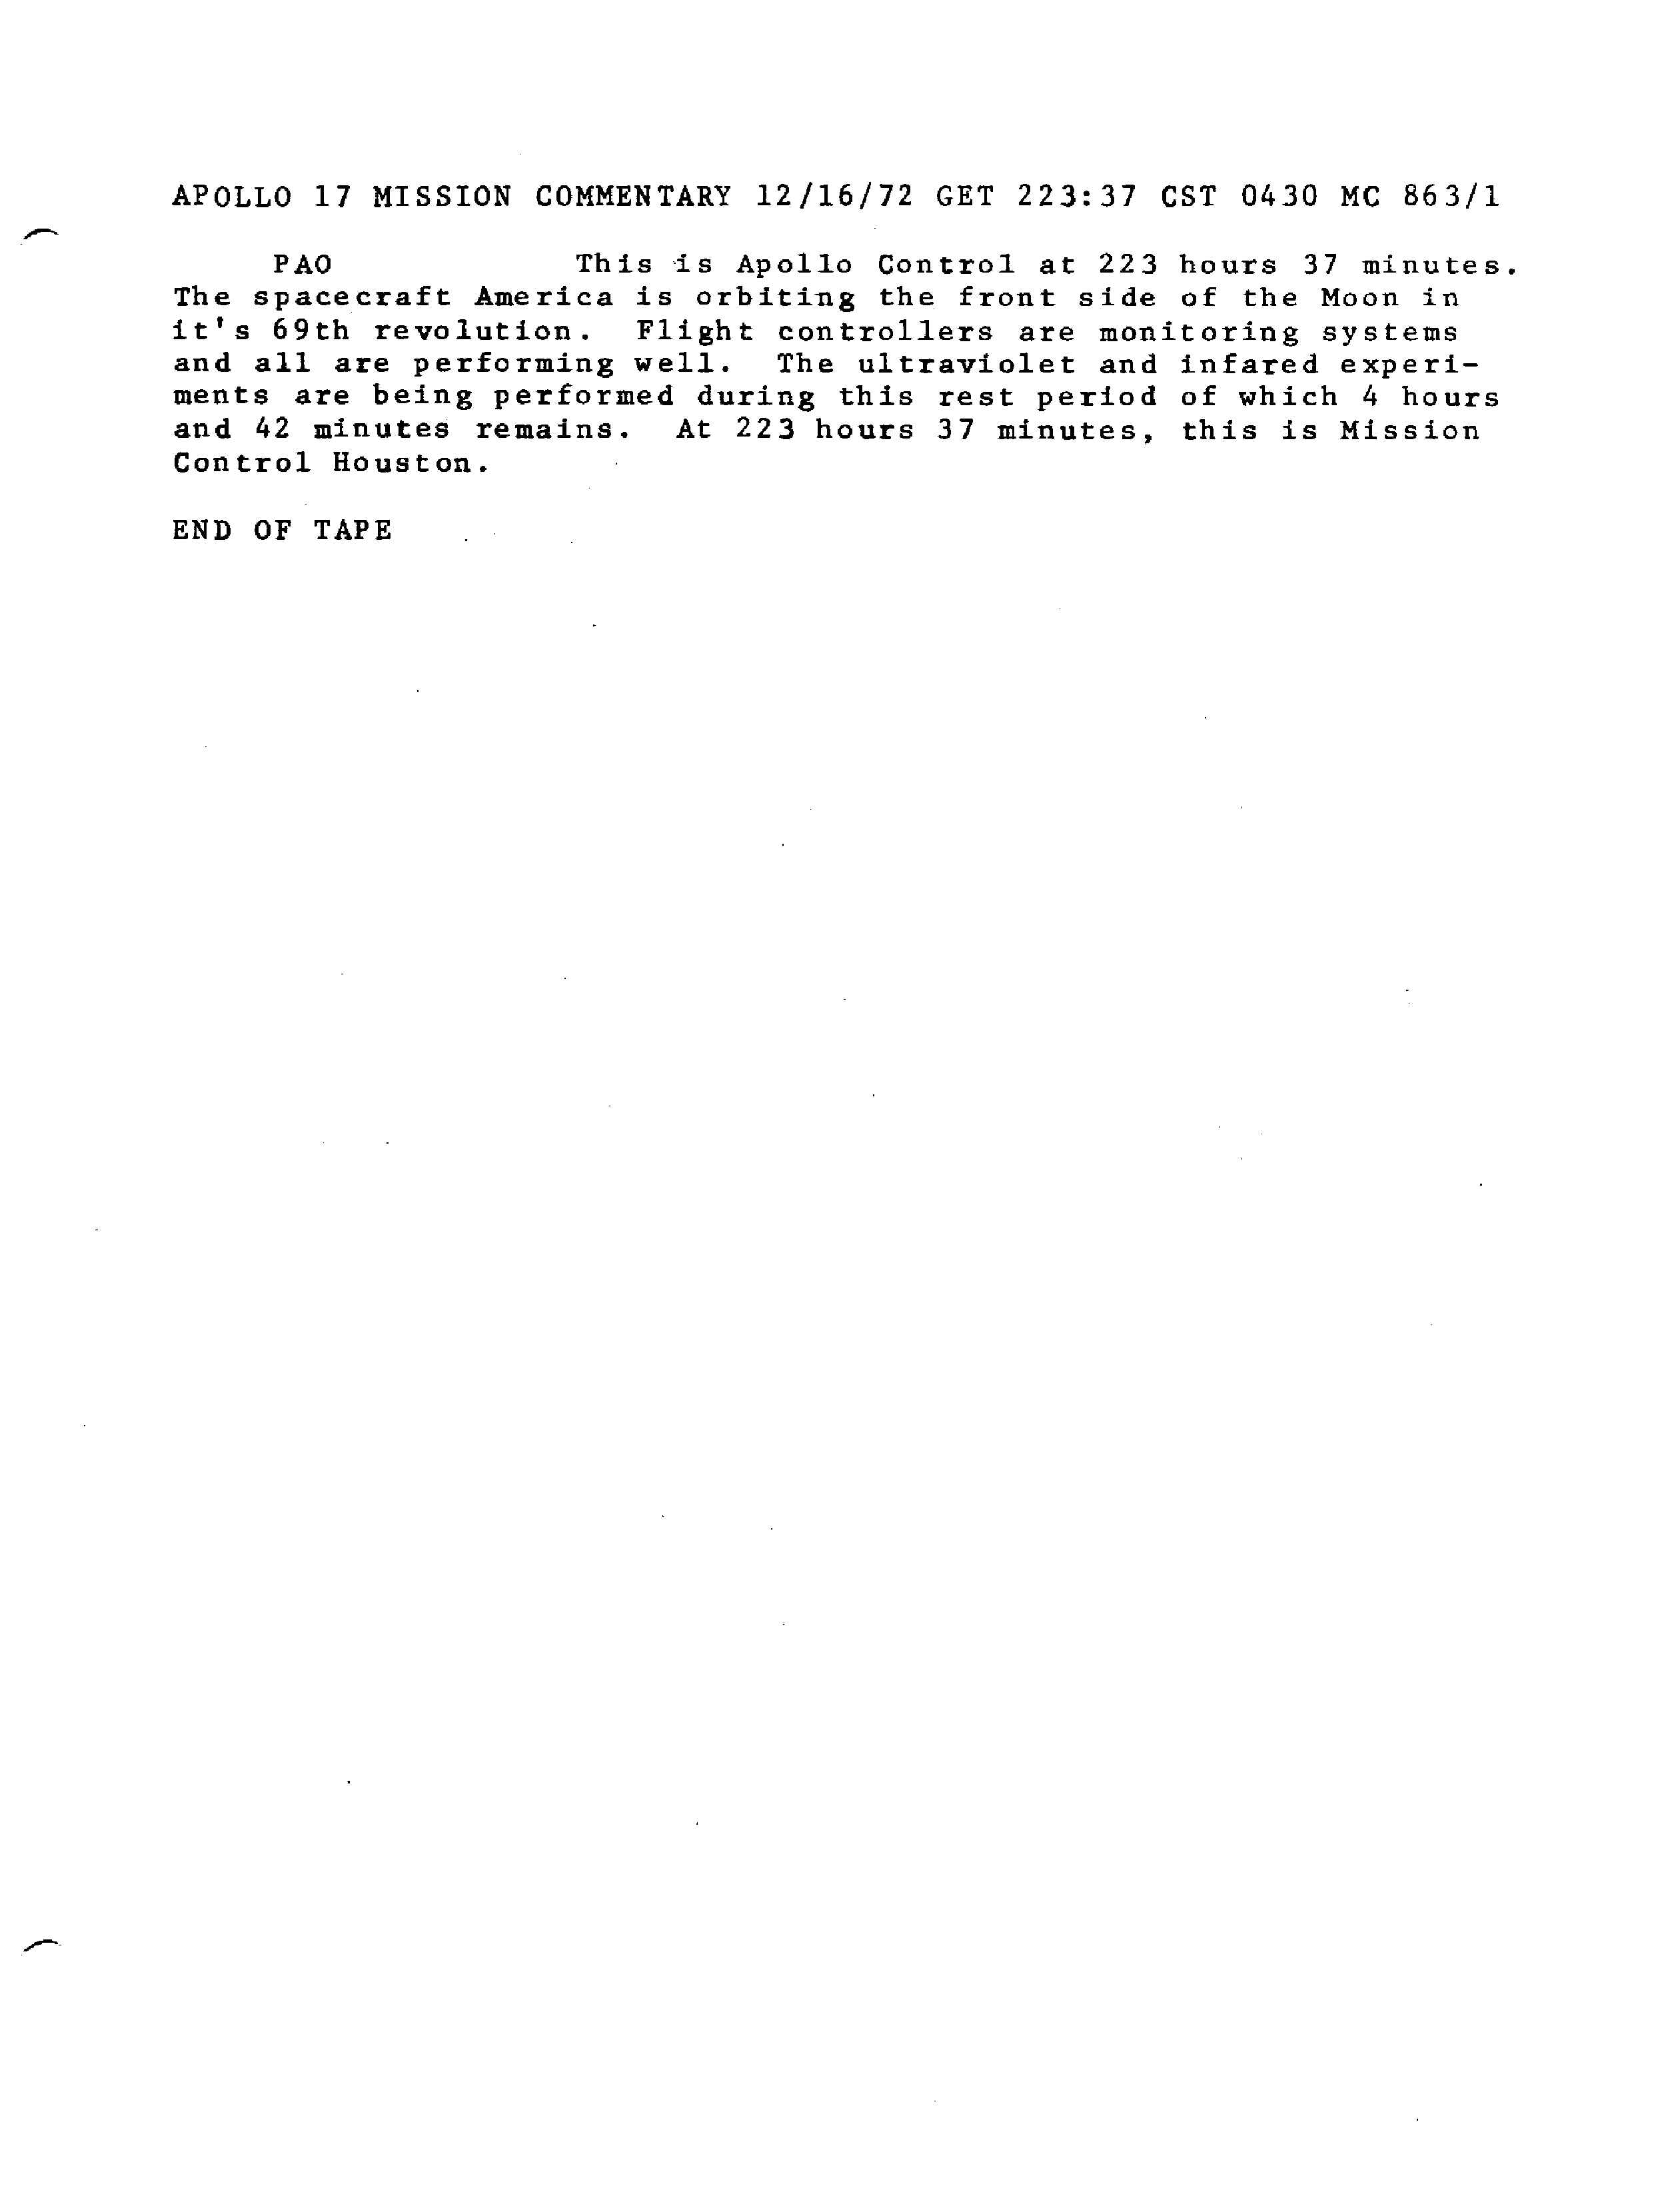 APOLLO 17 MISSION COMMENTARY 12/16/72 GET 223:37 CST 0430 MC 863/1
PAO This is Apollo Control at 223 hours 37 minutes.
The spacecraft America is orbiting the front side of the Moon in
it's 69th revolution. Flight controllers are monitoring systems
and all are performing well. The ultraviolet and infared experi-
ments are being performed during this rest period of which 4 hours
and 42 minutes remains. At 223 hours 37 minutes, this is Mission
Control Houston.
END OF TAPE